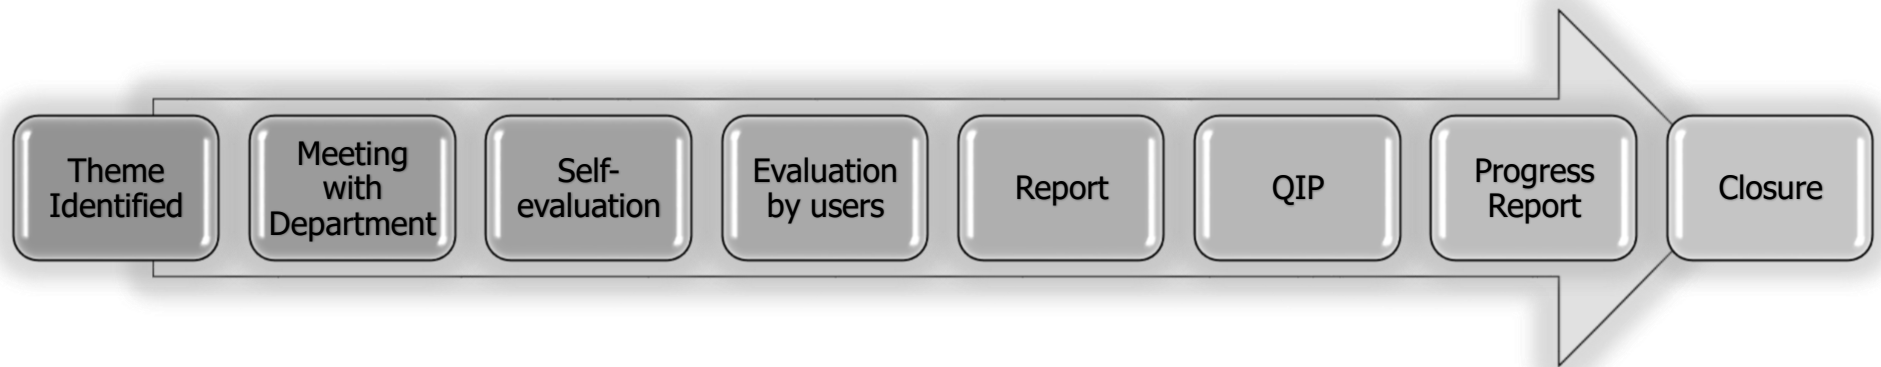 Theme
Identified
Meeting
with
Department
Self-
evaluation
Evaluation
by users
Report
QIP
Progress
Report
Closure